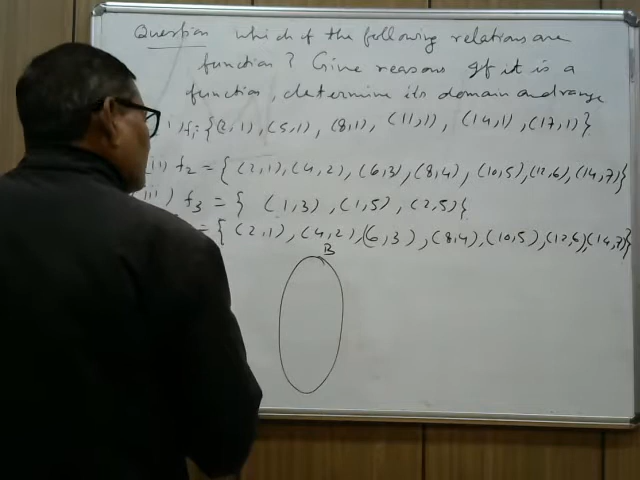 Question which of the following relations are
function? Give reasons If it is a
function, determine its domain and range
i) f₁: {(2,1), (5,1), (8,1), (11,1), (14,1), (17,1)}
ii) f₂ = {(2,1),(4,2),(6,3),(8,4),(10,5),(12,6),(14,7)}
iii) f₃ = { (1,3),(1,5),(2,5)}
= {(2,1),(4,2),(6,3),(8,4),(10,5),(12,6)(14,7)}
B